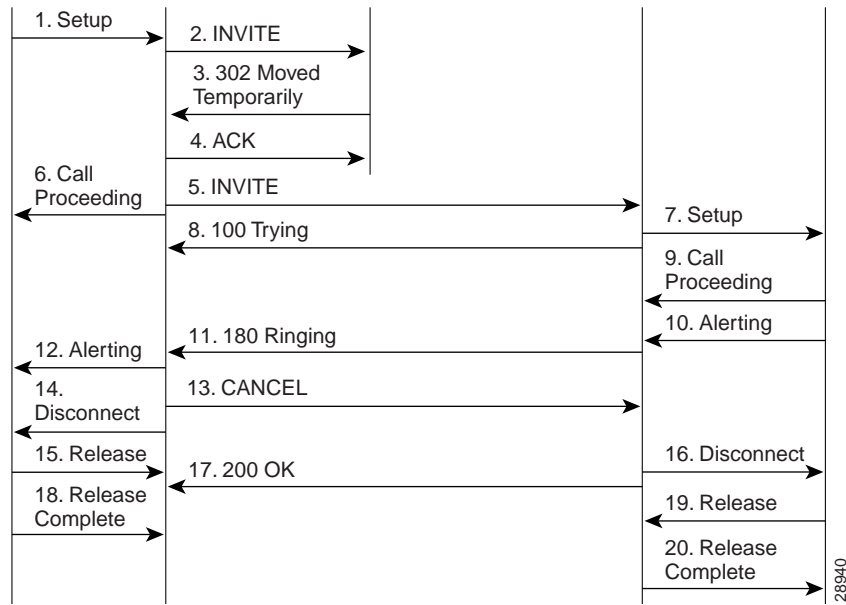 1. Setup
2. INVITE
3. 302 Moved
Temporarily
4. ACK
6. Call
Proceeding
5. INVITE
7. Setup
8. 100 Trying
9. Call
Proceeding
10. Alerting
11. 180 Ringing
12. Alerting
13. CANCEL
14.
Disconnect
15. Release
16. Disconnect
17. 200 OK
18. Release
Complete
19. Release
20. Release
Complete
28940